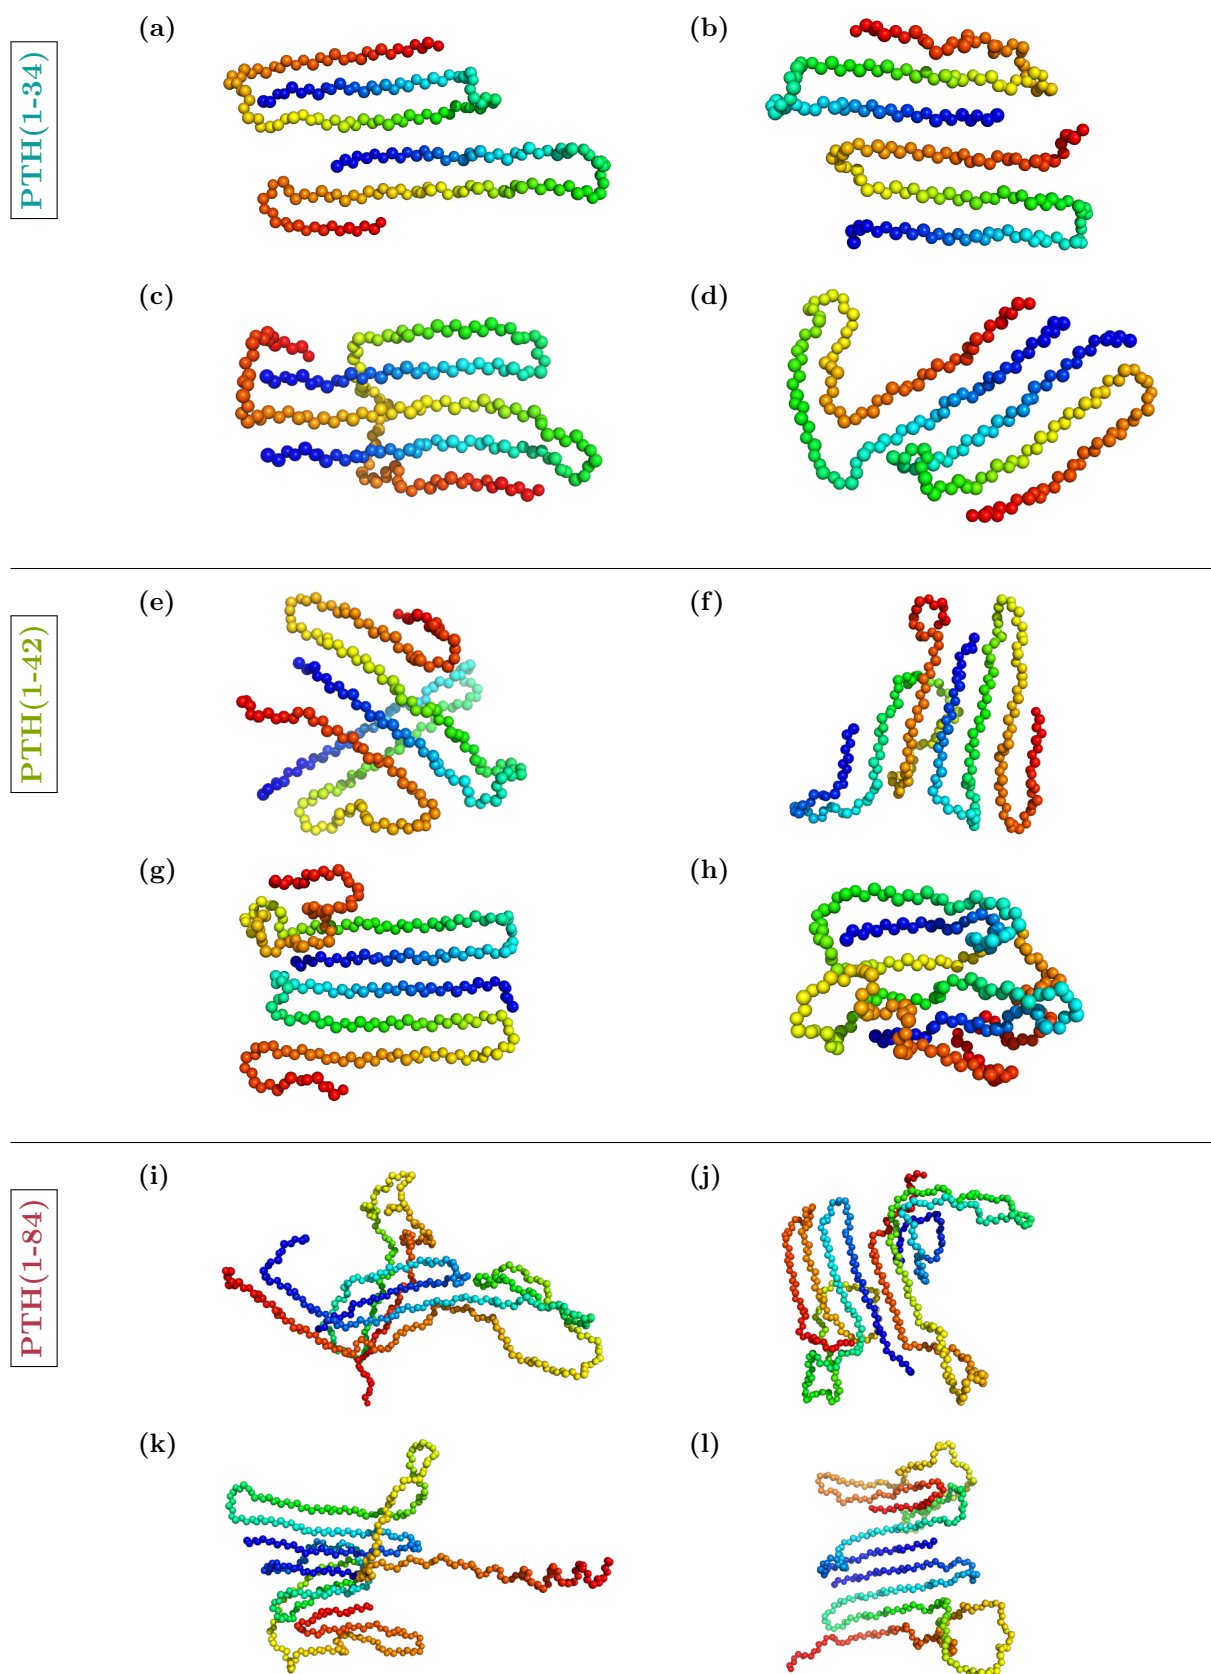 (a)
(b)
PTH(1-34)
(c)
(d)
(e)
(f)
PTH(1-42)
(g)
(h)
(i)
(j)
PTH(1-84)
(k)
(l)